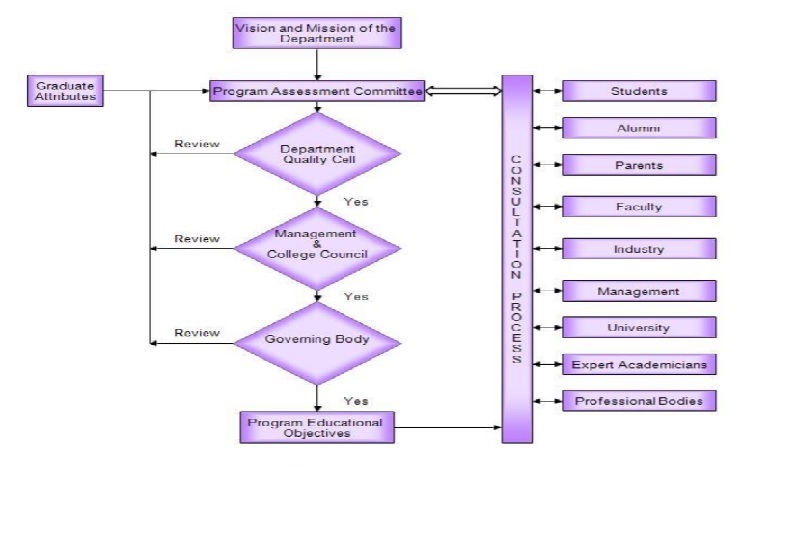 Vision and Mission of the
Department
Graduate
Attributes
Program Assessment Committee
Students
Alumni
Review
Department
Quality Cell
Parents
Yes
Faculty
CONSULTATION PROCESS
Review
Management
&
College Council
Industry
Yes
Management
Review
Governing Body
University
Expert Academicians
Yes
Professional Bodies
Program Educational
Objectives